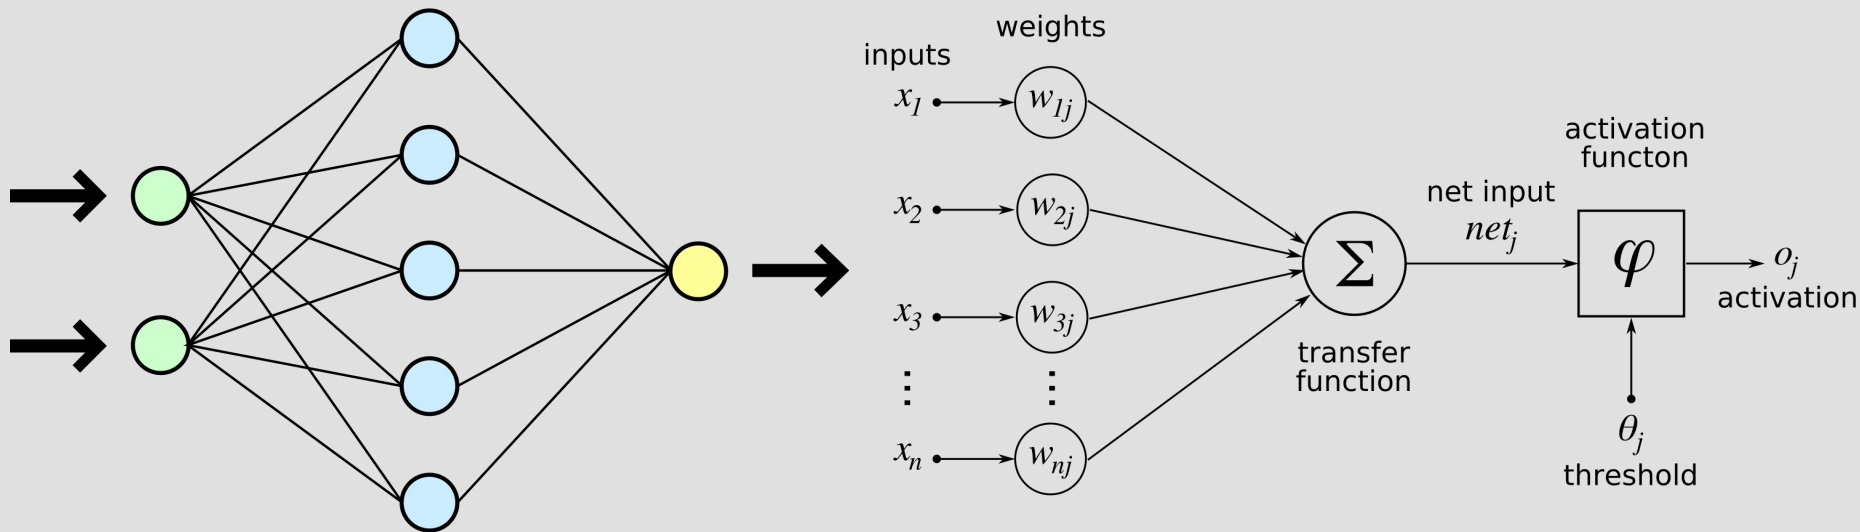 weights
inputs
x1
w1j
x2
w2j
x3
w3j
⋮ ⋮
xn
wnj
Σ
transfer
function
net input
netj
activation
functon
φ
oj
activation
θj
threshold